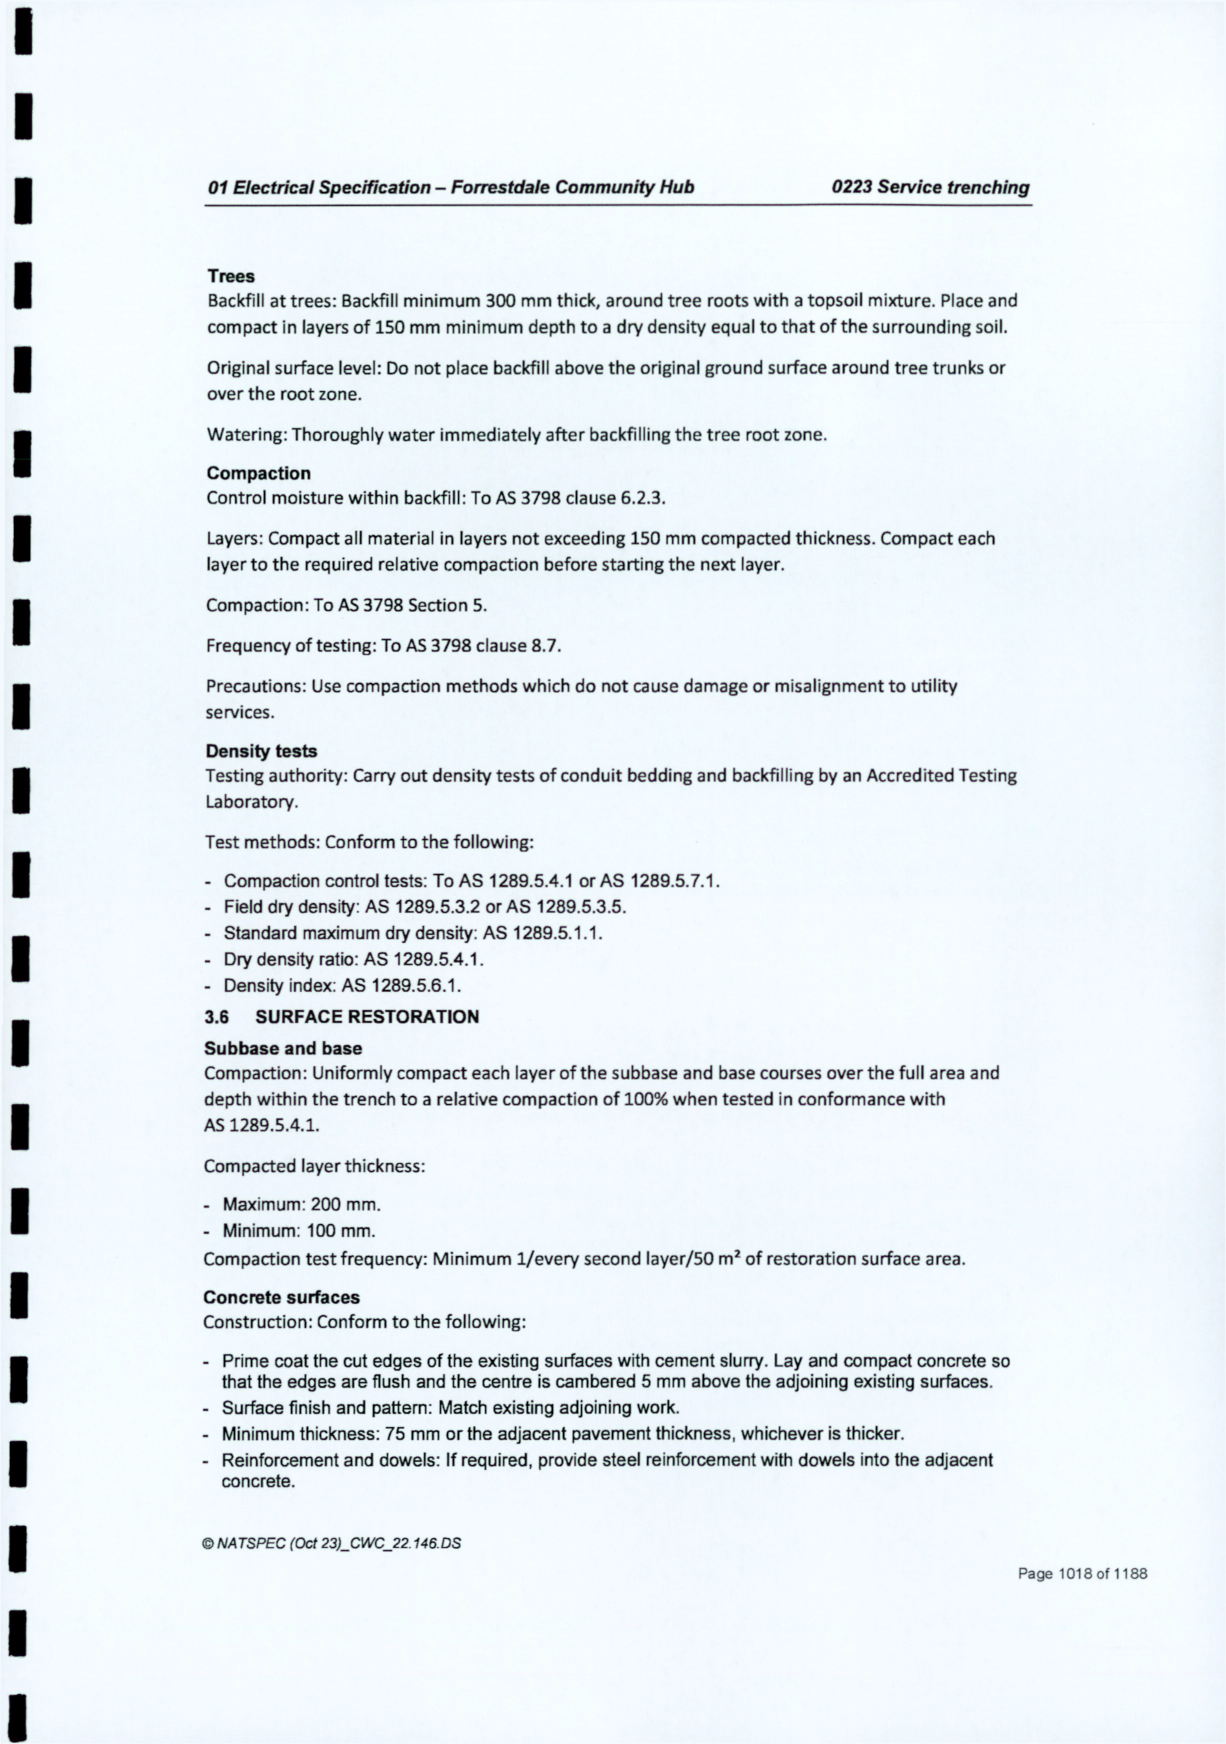 01 Electrical Specification – Forrestdale Community Hub 0223 Service trenching
Trees
Backfill at trees: Backfill minimum 300 mm thick, around tree roots with a topsoil mixture. Place and
compact in layers of 150 mm minimum depth to a dry density equal to that of the surrounding soil.
Original surface level: Do not place backfill above the original ground surface around tree trunks or
over the root zone.
Watering: Thoroughly water immediately after backfilling the tree root zone.
Compaction
Control moisture within backfill: To AS 3798 clause 6.2.3.
Layers: Compact all material in layers not exceeding 150 mm compacted thickness. Compact each
layer to the required relative compaction before starting the next layer.
Compaction: To AS 3798 Section 5.
Frequency of testing: To AS 3798 clause 8.7.
Precautions: Use compaction methods which do not cause damage or misalignment to utility
services.
Density tests
Testing authority: Carry out density tests of conduit bedding and backfilling by an Accredited Testing
Laboratory.
Test methods: Conform to the following:
- Compaction control tests: To AS 1289.5.4.1 or AS 1289.5.7.1.
- Field dry density: AS 1289.5.3.2 or AS 1289.5.3.5.
- Standard maximum dry density: AS 1289.5.1.1.
- Dry density ratio: AS 1289.5.4.1.
- Density index: AS 1289.5.6.1.
3.6 SURFACE RESTORATION
Subbase and base
Compaction: Uniformly compact each layer of the subbase and base courses over the full area and
depth within the trench to a relative compaction of 100% when tested in conformance with
AS 1289.5.4.1.
Compacted layer thickness:
- Maximum: 200 mm.
- Minimum: 100 mm.
Compaction test frequency: Minimum 1/every second layer/50 m² of restoration surface area.
Concrete surfaces
Construction: Conform to the following:
- Prime coat the cut edges of the existing surfaces with cement slurry. Lay and compact concrete so
that the edges are flush and the centre is cambered 5 mm above the adjoining existing surfaces.
- Surface finish and pattern: Match existing adjoining work.
- Minimum thickness: 75 mm or the adjacent pavement thickness, whichever is thicker.
- Reinforcement and dowels: If required, provide steel reinforcement with dowels into the adjacent
concrete.
© NATSPEC (Oct 23)_CWC_22.146.DS
Page 1018 of 1188